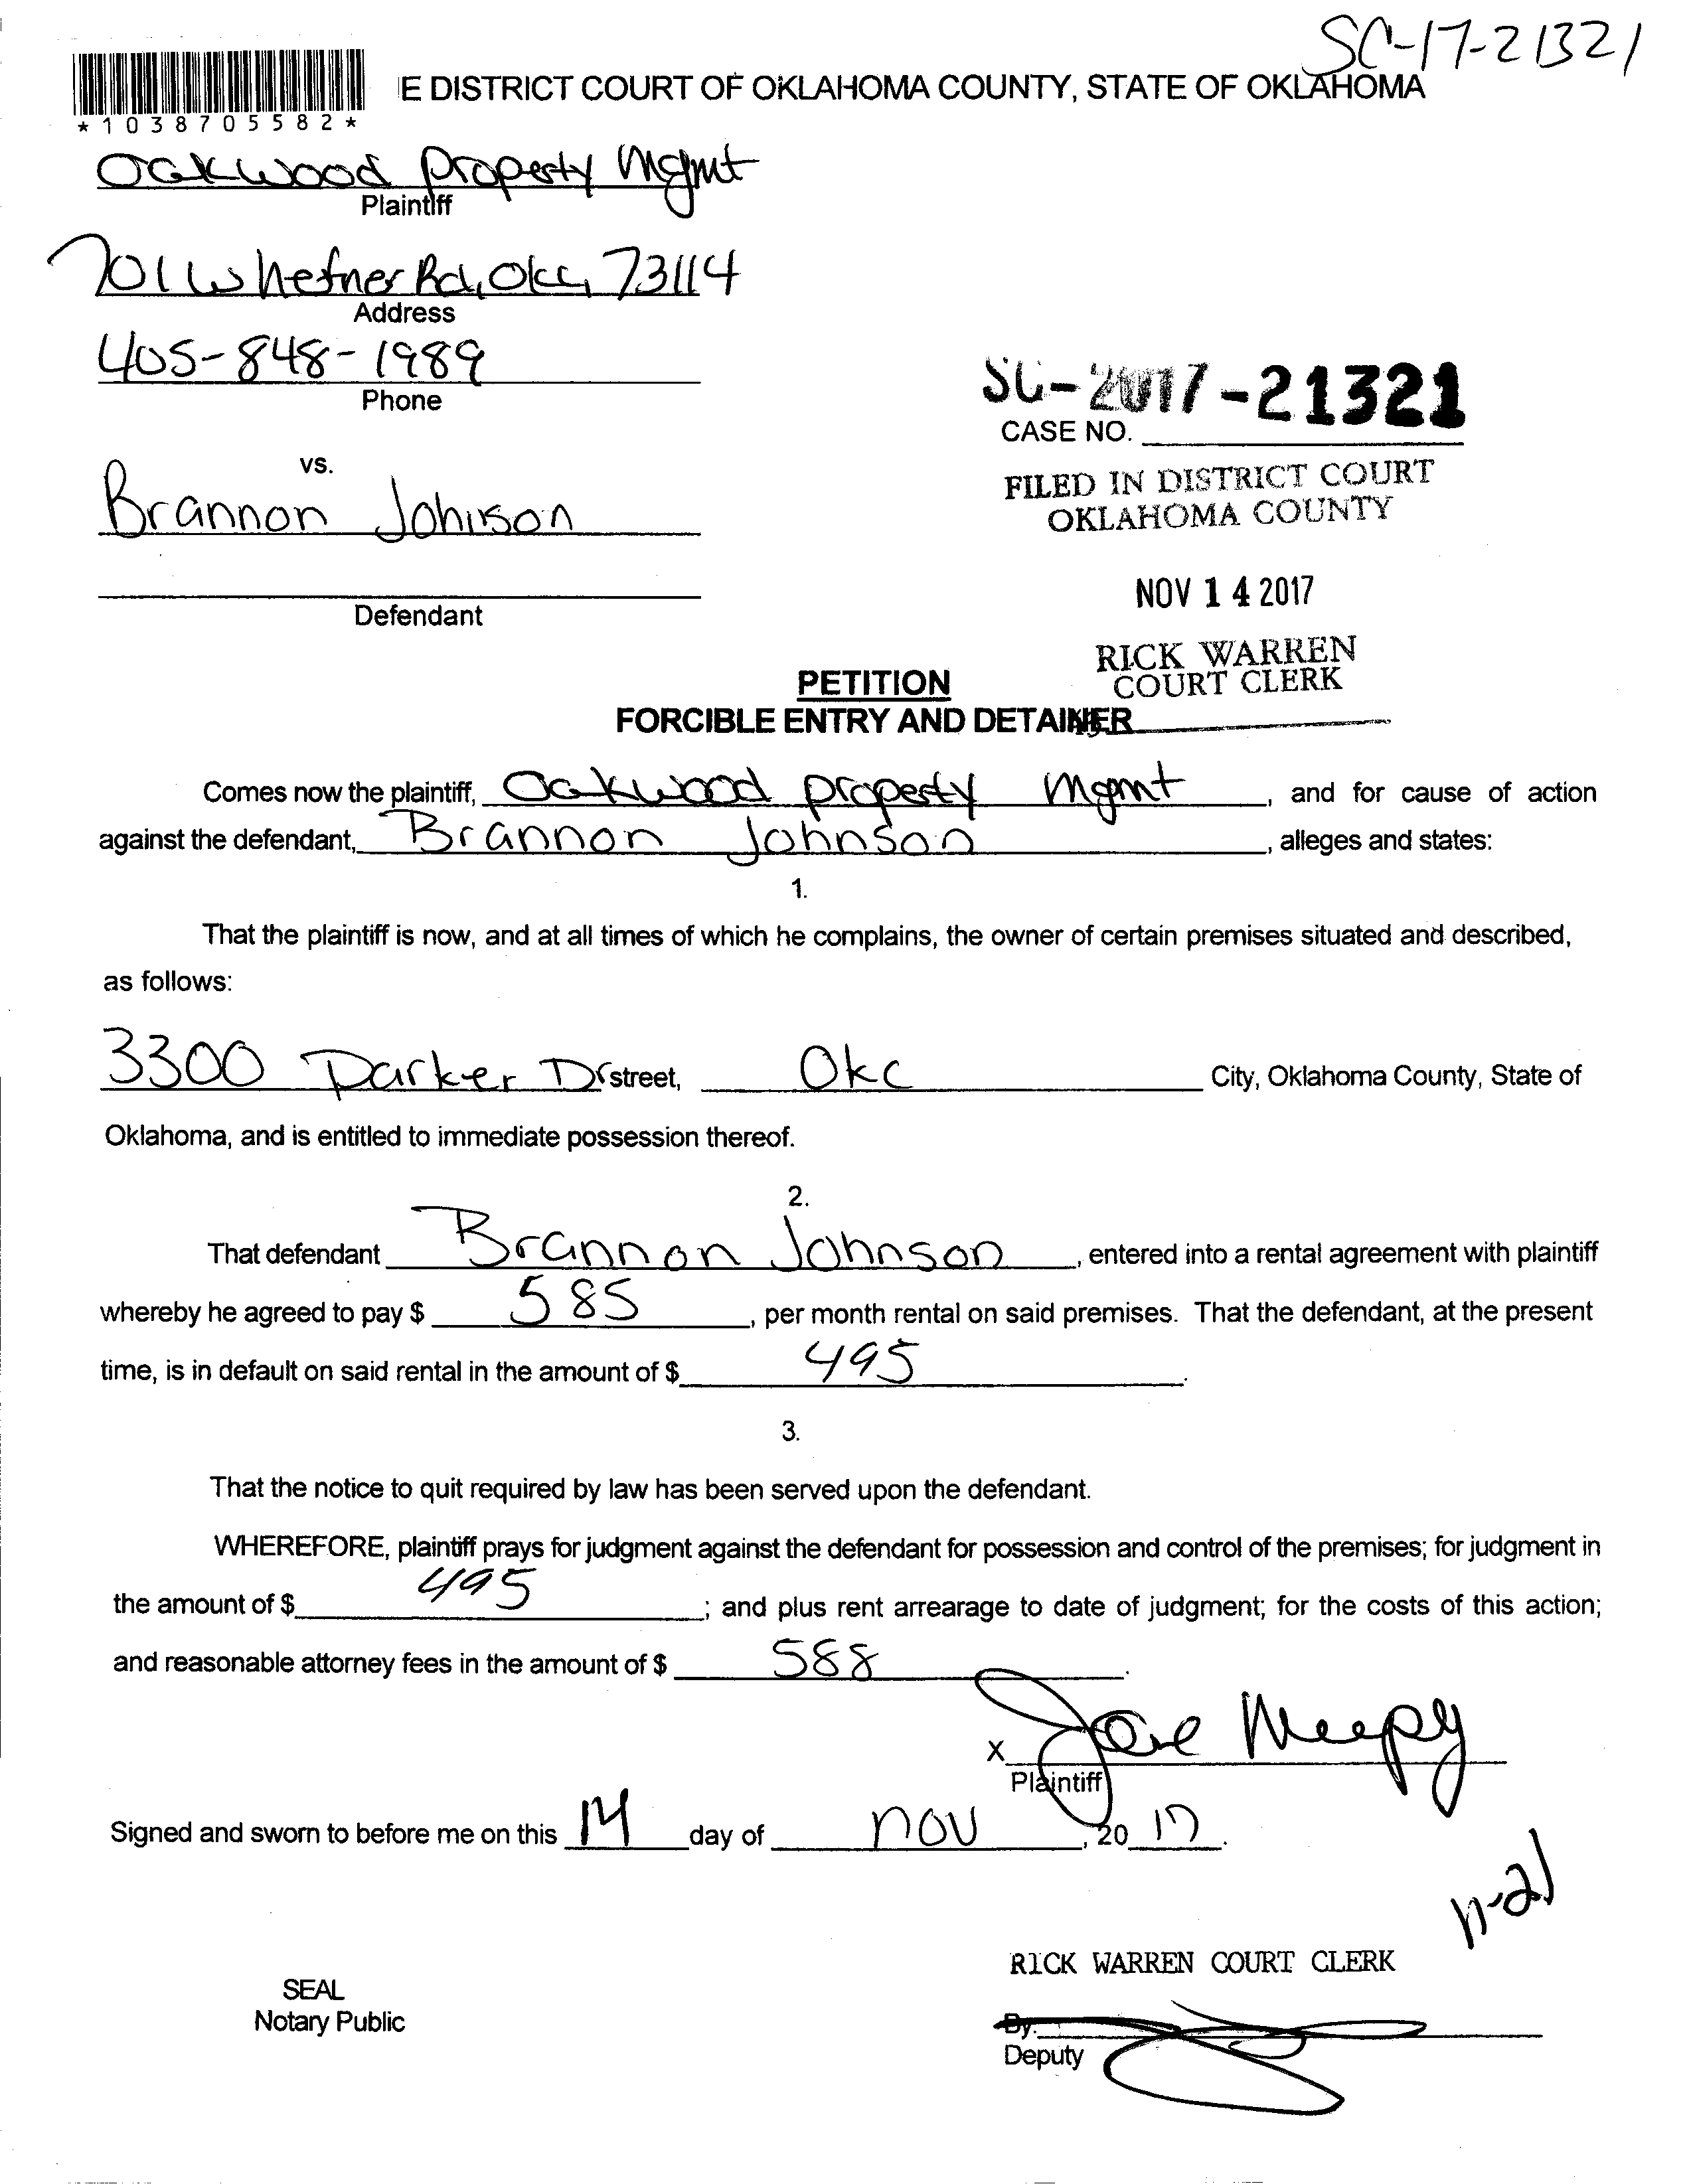 SC-17-21321
E DISTRICT COURT OF OKLAHOMA COUNTY, STATE OF OKLAHOMA
*1038705582*
Oakwood Property Mgmt
Plaintiff
701 W Hefner Rd, Okc, 73114
Address
405-848-1989
Phone
SC-2017-21321
CASE NO.
vs.
Brannon Johnson
FILED IN DISTRICT COURT
OKLAHOMA COUNTY
NOV 14 2017
Defendant
RICK WARREN
COURT CLERK
PETITION
FORCIBLE ENTRY AND DETAINER
Comes now the plaintiff, Oakwood property Mgmt, and for cause of action
against the defendant, Brannon Johnson, alleges and states:
1.
That the plaintiff is now, and at all times of which he complains, the owner of certain premises situated and described,
as follows:
3300 Parker Dr street, Okc City, Oklahoma County, State of
Oklahoma, and is entitled to immediate possession thereof.
2.
That defendant Brannon Johnson, entered into a rental agreement with plaintiff
whereby he agreed to pay $ 585, per month rental on said premises. That the defendant, at the present
time, is in default on said rental in the amount of $ 495.
3.
That the notice to quit required by law has been served upon the defendant.
WHEREFORE, plaintiff prays for judgment against the defendant for possession and control of the premises; for judgment in
the amount of $ 495; and plus rent arrearage to date of judgment; for the costs of this action;
and reasonable attorney fees in the amount of $ 588.
X
Plaintiff
Signed and sworn to before me on this 14 day of nov, 20 17.
11-21
RICK WARREN COURT CLERK
SEAL
Notary Public
By:
Deputy